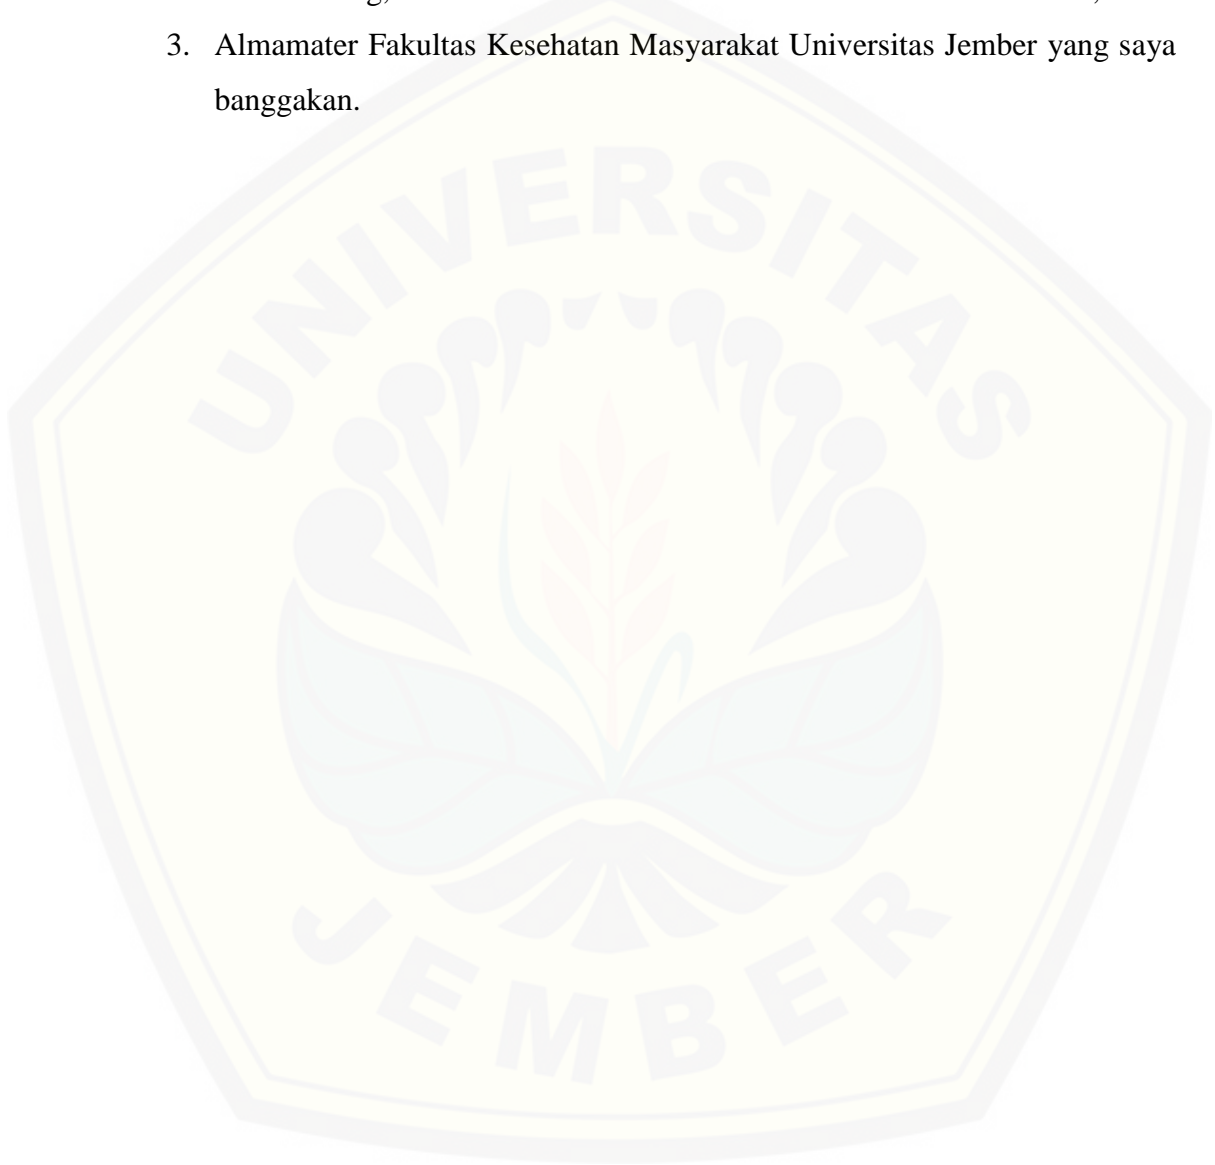 3. Almamater Fakultas Kesehatan Masyarakat Universitas Jember yang saya
banggakan.
UNIVERSITAS
JEMBER